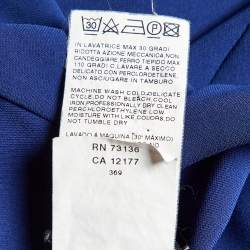 30
IN LAVATRICE MAX 30 GRADI
RIDOTTA AZIONE MECCANICA,NON
CANDEGGIARE FERRO TIEPIDO MAX
110 GRADI C.LAVARE A SECCO
DELICATO CON PERCLOROETILENE,
NON ASCIUGARE IN TAMBURO
MACHINE WASH COLD,DELICATE
CYCLE.DO NOT BLEACH.COOL
IRON.PROFESSIONALLY DRY CLEAN
PERCHLOROETHYLENE LOW
MOISTURE WITH LIKE COLORS.DO
NOT TUMBLE DRY.
LAVADO A MAQUINA (30° MAXIMO)
RN 73136
CA 12177
369